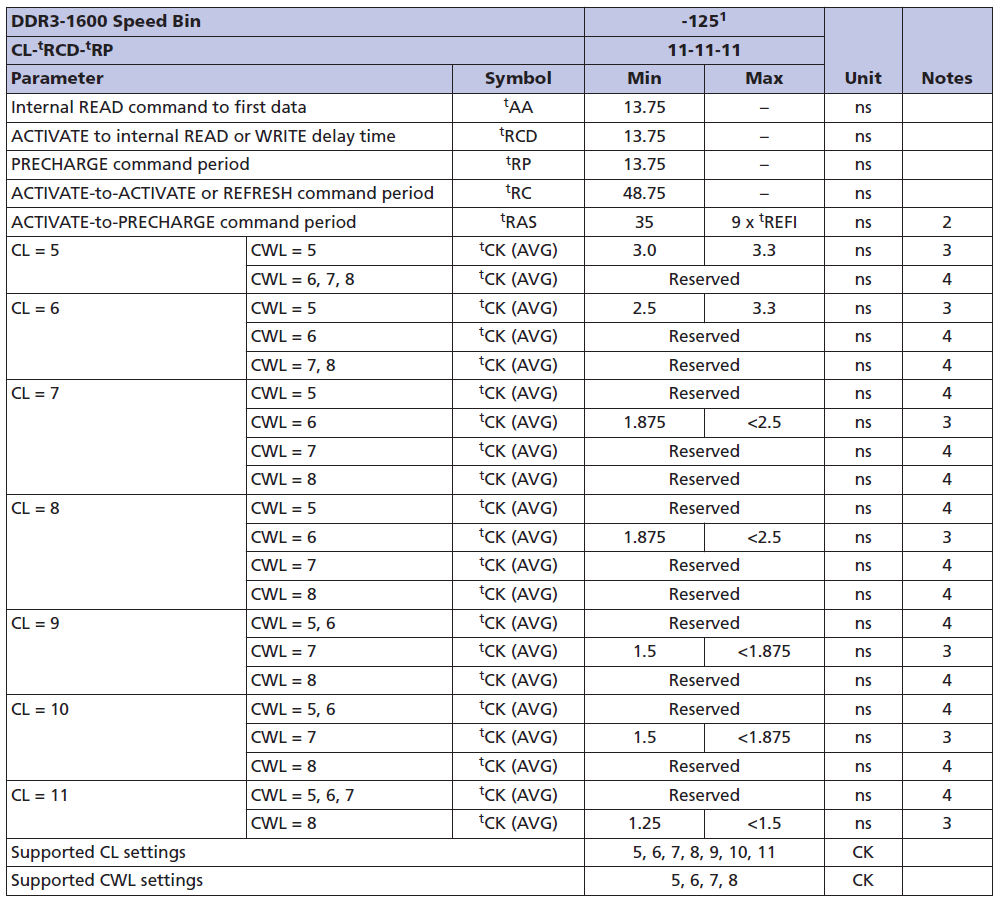 DDR3-1600 Speed Bin -125¹
CL-ᵗRCD-ᵗRP 11-11-11
Parameter Symbol Min Max Unit Notes
Internal READ command to first data ᵗAA 13.75 – ns
ACTIVATE to internal READ or WRITE delay time ᵗRCD 13.75 – ns
PRECHARGE command period ᵗRP 13.75 – ns
ACTIVATE-to-ACTIVATE or REFRESH command period ᵗRC 48.75 – ns
ACTIVATE-to-PRECHARGE command period ᵗRAS 35 9 x ᵗREFI ns 2
CL = 5 CWL = 5 ᵗCK (AVG) 3.0 3.3 ns 3
CWL = 6, 7, 8 ᵗCK (AVG) Reserved ns 4
CL = 6 CWL = 5 ᵗCK (AVG) 2.5 3.3 ns 3
CWL = 6 ᵗCK (AVG) Reserved ns 4
CWL = 7, 8 ᵗCK (AVG) Reserved ns 4
CL = 7 CWL = 5 ᵗCK (AVG) Reserved ns 4
CWL = 6 ᵗCK (AVG) 1.875 <2.5 ns 3
CWL = 7 ᵗCK (AVG) Reserved ns 4
CWL = 8 ᵗCK (AVG) Reserved ns 4
CL = 8 CWL = 5 ᵗCK (AVG) Reserved ns 4
CWL = 6 ᵗCK (AVG) 1.875 <2.5 ns 3
CWL = 7 ᵗCK (AVG) Reserved ns 4
CWL = 8 ᵗCK (AVG) Reserved ns 4
CL = 9 CWL = 5, 6 ᵗCK (AVG) Reserved ns 4
CWL = 7 ᵗCK (AVG) 1.5 <1.875 ns 3
CWL = 8 ᵗCK (AVG) Reserved ns 4
CL = 10 CWL = 5, 6 ᵗCK (AVG) Reserved ns 4
CWL = 7 ᵗCK (AVG) 1.5 <1.875 ns 3
CWL = 8 ᵗCK (AVG) Reserved ns 4
CL = 11 CWL = 5, 6, 7 ᵗCK (AVG) Reserved ns 4
CWL = 8 ᵗCK (AVG) 1.25 <1.5 ns 3
Supported CL settings 5, 6, 7, 8, 9, 10, 11 CK
Supported CWL settings 5, 6, 7, 8 CK